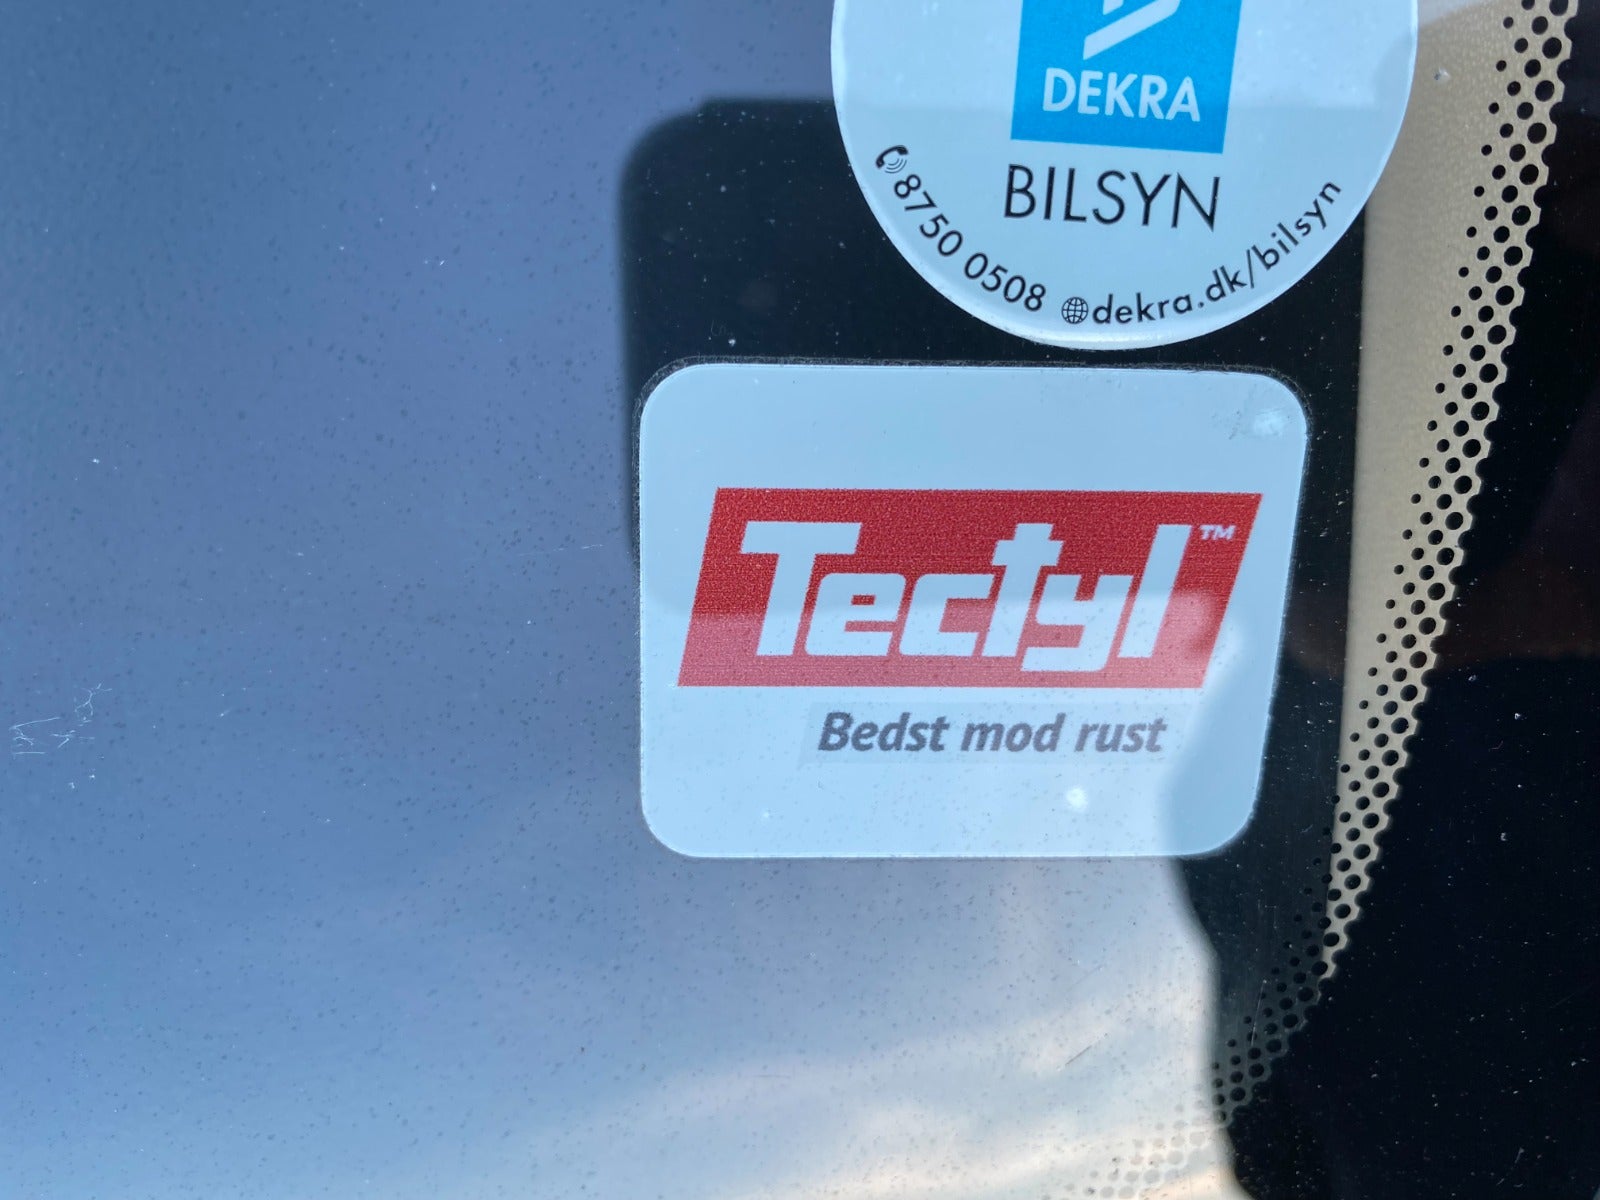 DEKRA
BILSYN
8750 0508 dekra.dk/bilsyn
Tectyl™
Bedst mod rust